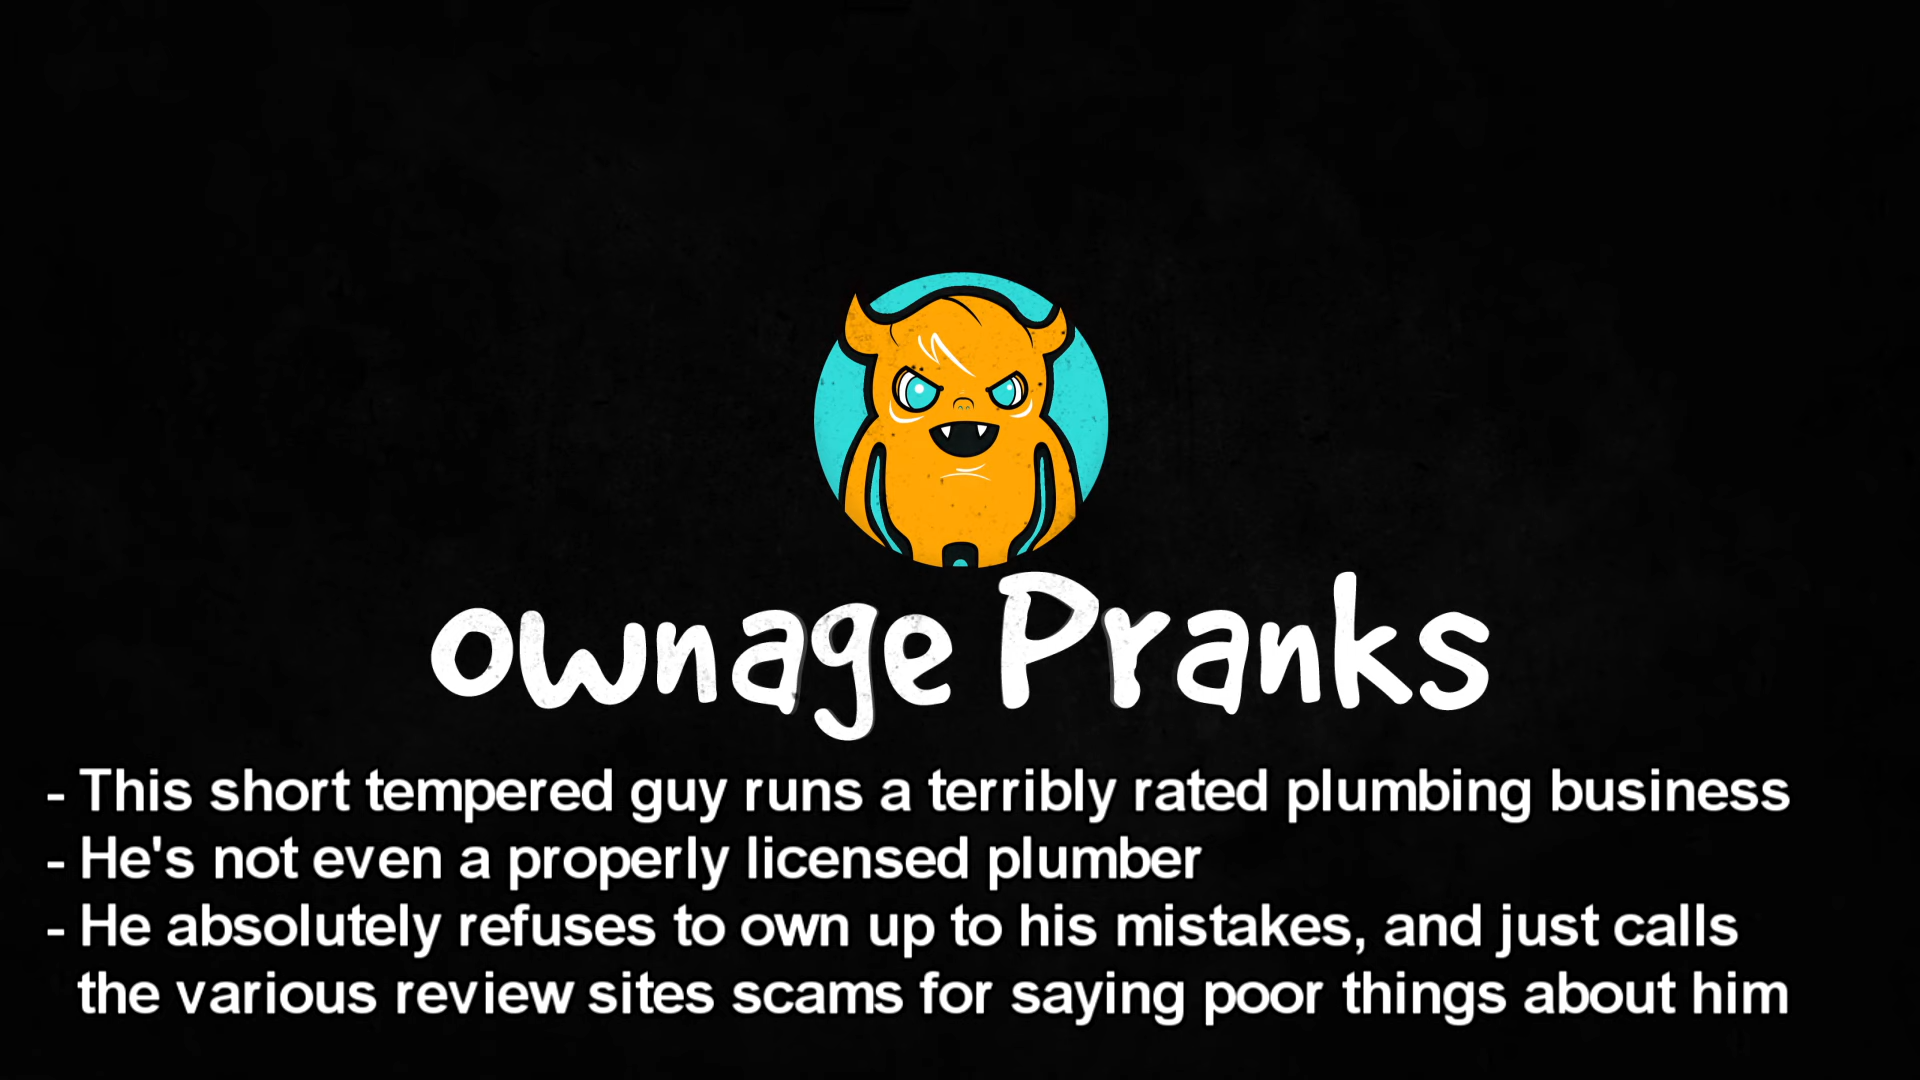 ownage Pranks
- This short tempered guy runs a terribly rated plumbing business
- He's not even a properly licensed plumber
- He absolutely refuses to own up to his mistakes, and just calls
the various review sites scams for saying poor things about him